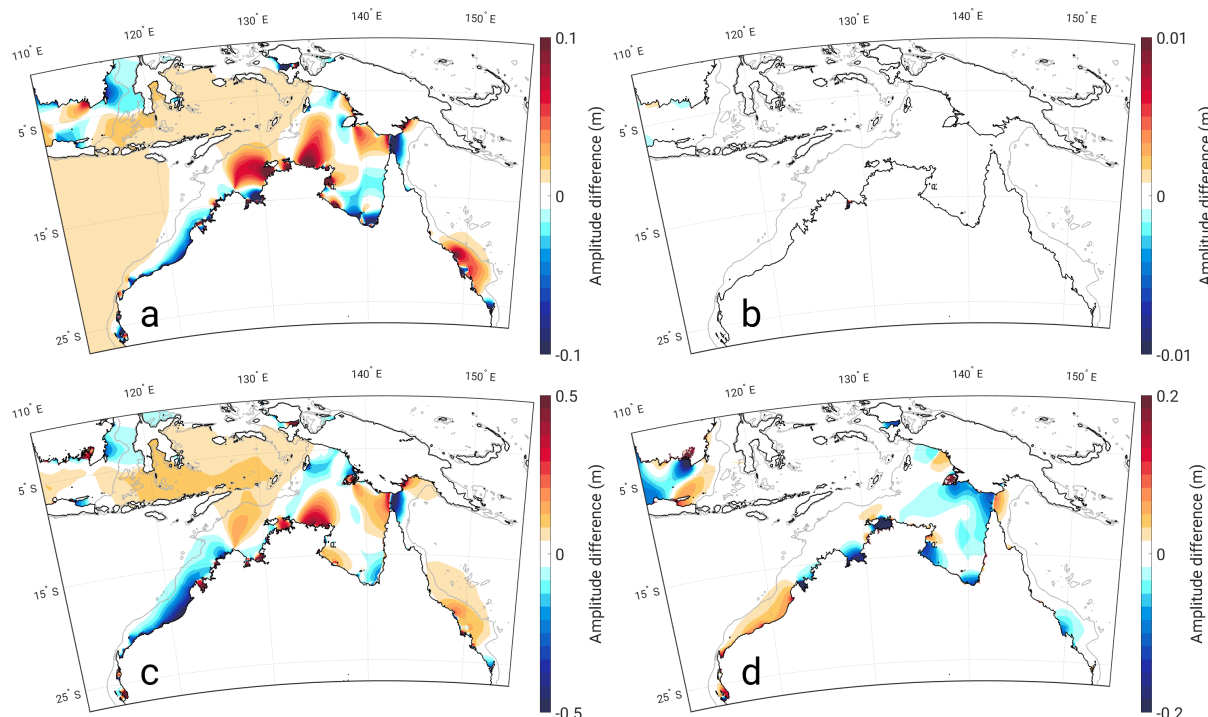 110° E
120° E
130° E
140° E
150° E
5° S
15° S
25° S
a
0.1
0
-0.1
Amplitude difference (m)
110° E
120° E
130° E
140° E
150° E
5° S
15° S
25° S
b
0.01
0
-0.01
Amplitude difference (m)
110° E
120° E
130° E
140° E
150° E
5° S
15° S
25° S
c
0.5
0
-0.5
Amplitude difference (m)
110° E
120° E
130° E
140° E
150° E
5° S
15° S
25° S
d
0.2
0
-0.2
Amplitude difference (m)